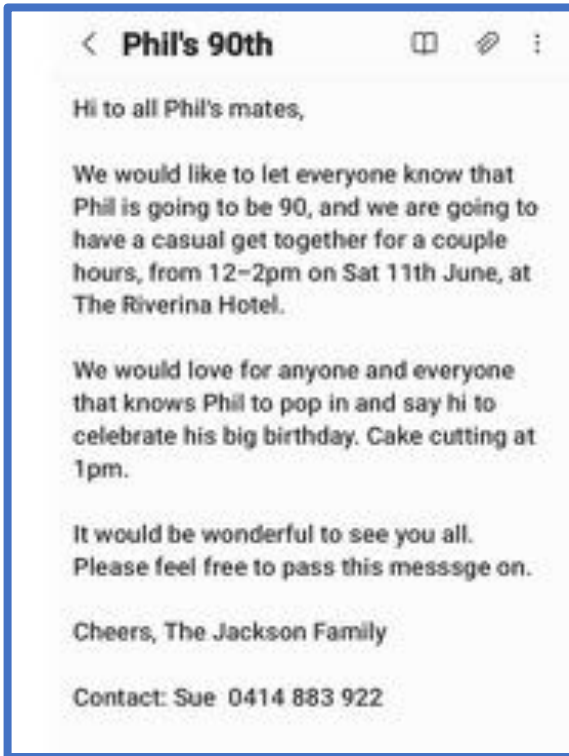 Phil's 90th
Hi to all Phil's mates,
We would like to let everyone know that
Phil is going to be 90, and we are going to
have a casual get together for a couple
hours, from 12–2pm on Sat 11th June, at
The Riverina Hotel.
We would love for anyone and everyone
that knows Phil to pop in and say hi to
celebrate his big birthday. Cake cutting at
1pm.
It would be wonderful to see you all.
Please feel free to pass this messsge on.
Cheers, The Jackson Family
Contact: Sue 0414 883 922